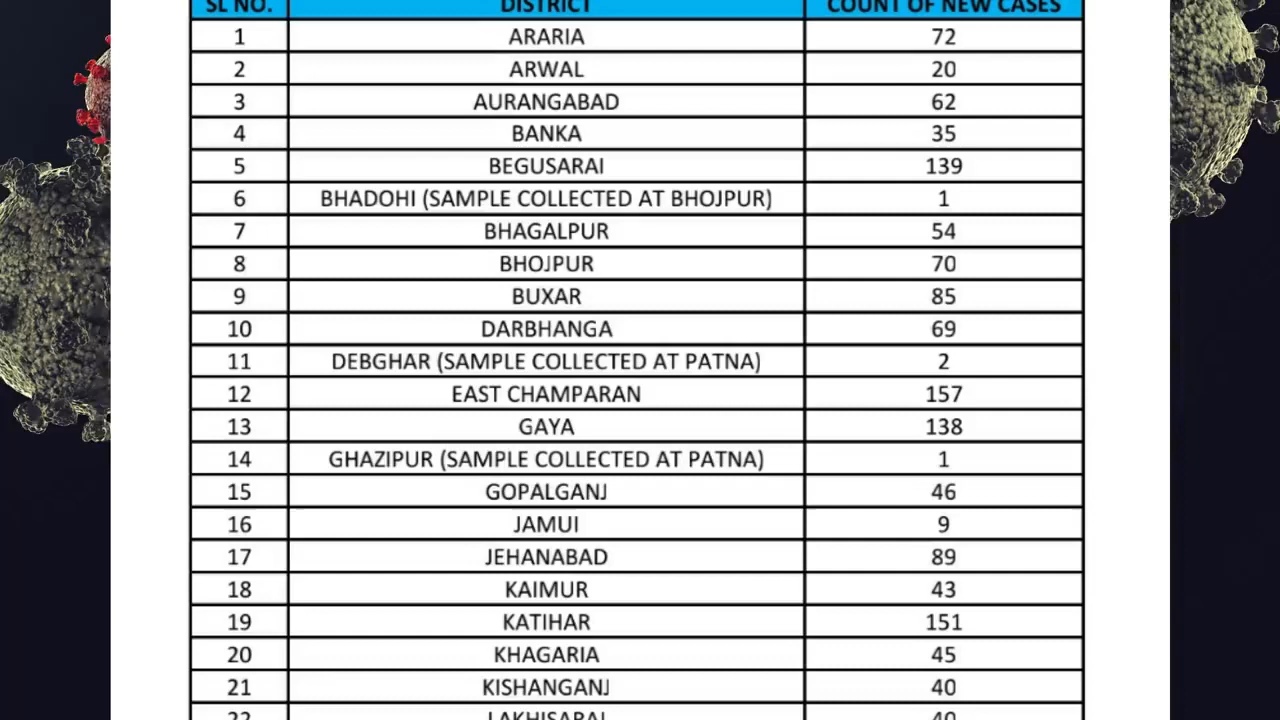 SL NO. DISTRICT COUNT OF NEW CASES
1 ARARIA 72
2 ARWAL 20
3 AURANGABAD 62
4 BANKA 35
5 BEGUSARAI 139
6 BHADOHI (SAMPLE COLLECTED AT BHOJPUR) 1
7 BHAGALPUR 54
8 BHOJPUR 70
9 BUXAR 85
10 DARBHANGA 69
11 DEBGHAR (SAMPLE COLLECTED AT PATNA) 2
12 EAST CHAMPARAN 157
13 GAYA 138
14 GHAZIPUR (SAMPLE COLLECTED AT PATNA) 1
15 GOPALGANJ 46
16 JAMUI 9
17 JEHANABAD 89
18 KAIMUR 43
19 KATIHAR 151
20 KHAGARIA 45
21 KISHANGANJ 40
22 LAKHISARAI 40